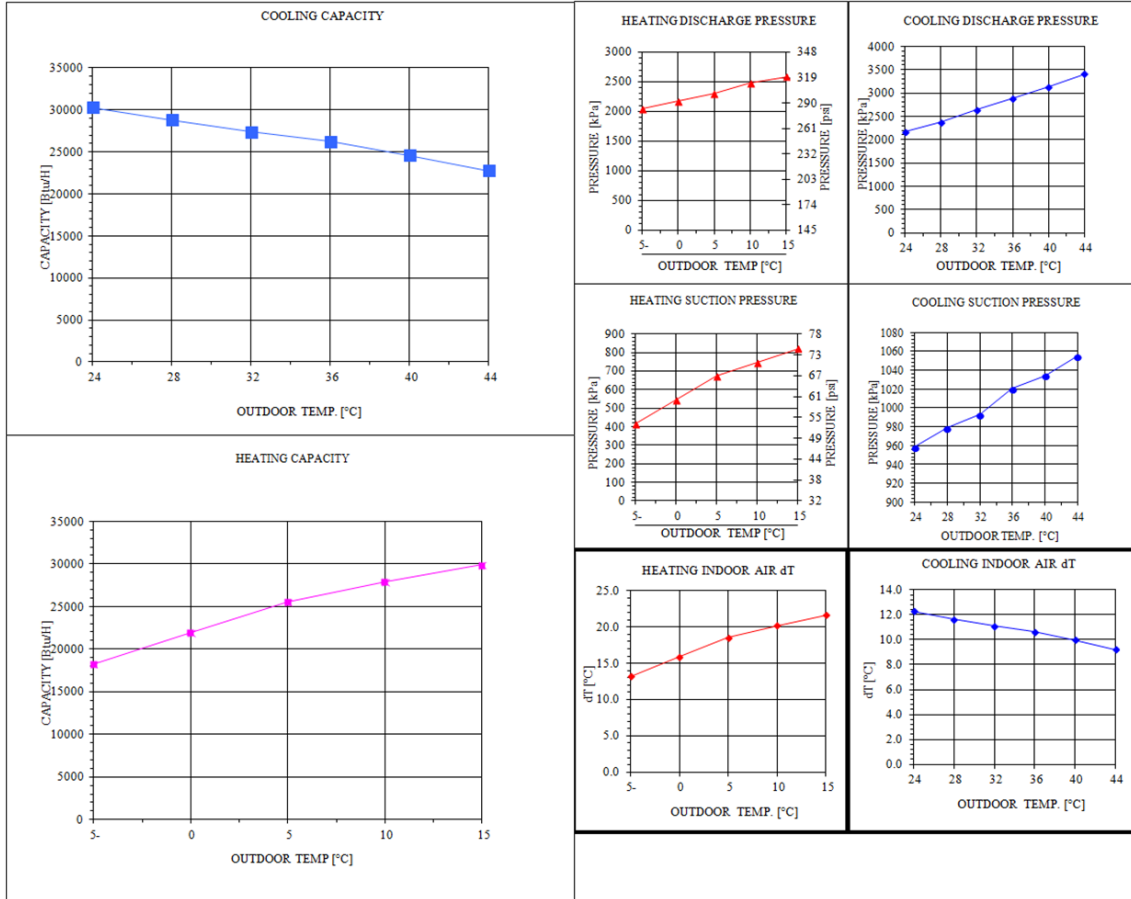 COOLING CAPACITY
35000
30000
25000
20000
15000
10000
5000
0
CAPACITY [Btu/H]
24 28 32 36 40 44
OUTDOOR TEMP. [°C]
HEATING CAPACITY
35000
30000
25000
20000
15000
10000
5000
0
CAPACITY [Btu/H]
5- 0 5 10 15
OUTDOOR TEMP [°C]
HEATING DISCHARGE PRESSURE
3000
2500
2000
1500
1000
500
0
PRESSURE [kPa]
348
319
290
261
232
203
174
145
PRESSURE [psi]
5- 0 5 10 15
OUTDOOR TEMP [°C]
COOLING DISCHARGE PRESSURE
4000
3500
3000
2500
2000
1500
1000
500
0
PRESSURE [kPa]
24 28 32 36 40 44
OUTDOOR TEMP. [°C]
HEATING SUCTION PRESSURE
900
800
700
600
500
400
300
200
100
0
PRESSURE [kPa]
78
73
67
61
55
49
44
38
32
PRESSURE [psi]
5- 0 5 10 15
OUTDOOR TEMP [°C]
COOLING SUCTION PRESSURE
1080
1060
1040
1020
1000
980
960
940
920
900
PRESSURE [kPa]
24 28 32 36 40 44
OUTDOOR TEMP. [°C]
HEATING INDOOR AIR dT
25.0
20.0
15.0
10.0
5.0
0.0
dT [°C]
5- 0 5 10 15
OUTDOOR TEMP. [°C]
COOLING INDOOR AIR dT
14.0
12.0
10.0
8.0
6.0
4.0
2.0
0.0
dT [°C]
24 28 32 36 40 44
OUTDOOR TEMP. [°C]